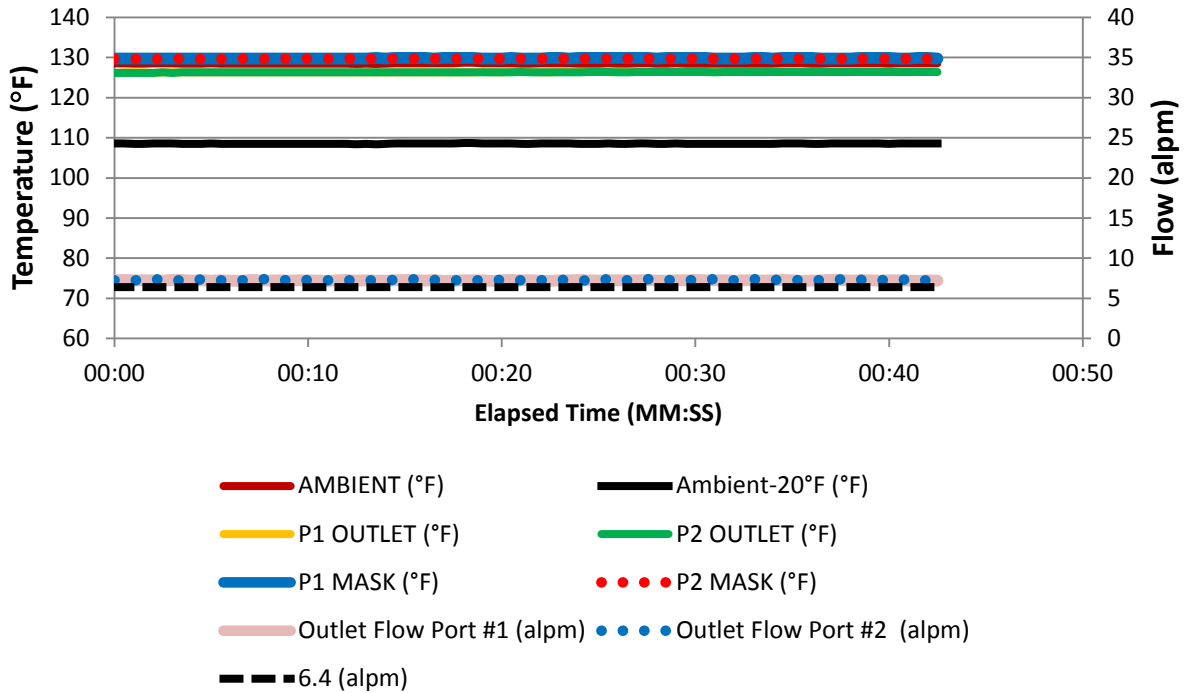 140
130
120
110
100
90
80
70
60
Temperature (°F)
40
35
30
25
20
15
10
5
0
Flow (alpm)
00:00 00:10 00:20 00:30 00:40 00:50
Elapsed Time (MM:SS)
AMBIENT (°F) Ambient-20°F (°F)
P1 OUTLET (°F) P2 OUTLET (°F)
P1 MASK (°F) P2 MASK (°F)
Outlet Flow Port #1 (alpm) Outlet Flow Port #2 (alpm)
6.4 (alpm)